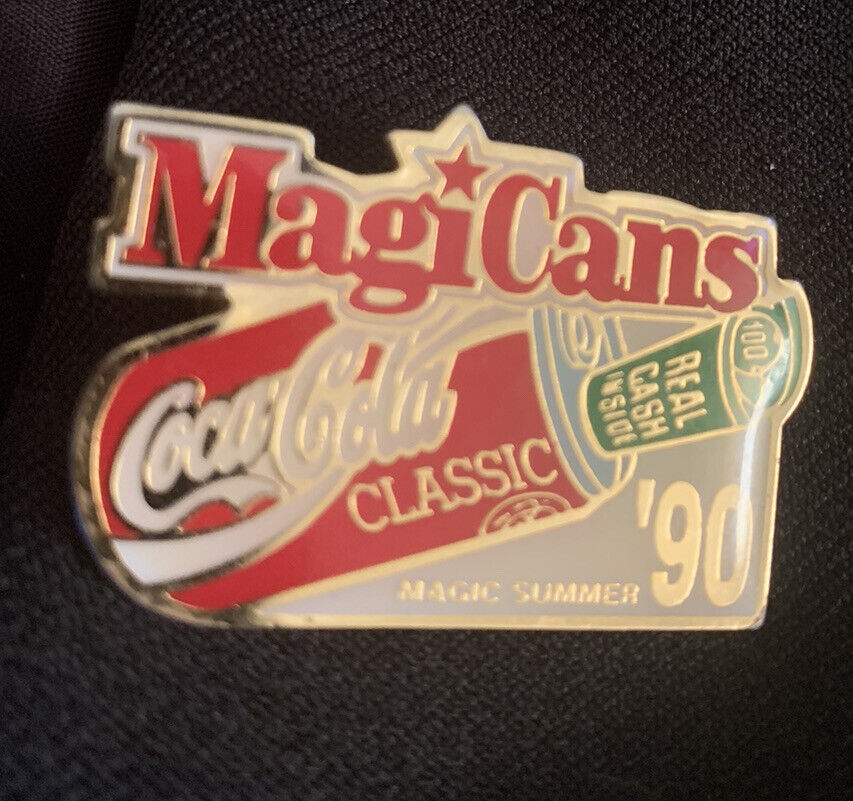 MagiCans
Coca-Cola
CLASSIC
100
REAL
CASH
INSIDE
'90
MAGIC SUMMER